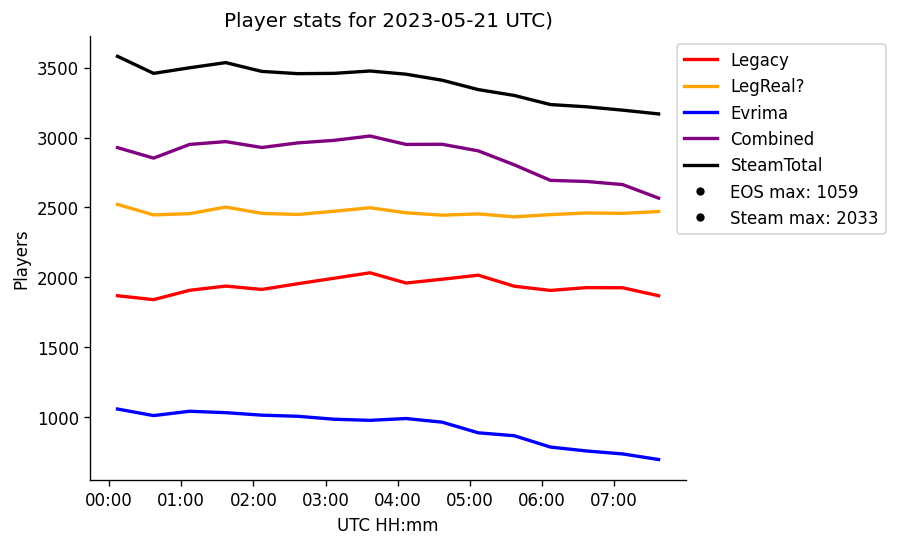 Player stats for 2023-05-21 UTC)
3500
3000
2500
2000
1500
1000
Players
00:00 01:00 02:00 03:00 04:00 05:00 06:00 07:00
UTC HH:mm
Legacy
LegReal?
Evrima
Combined
SteamTotal
EOS max: 1059
Steam max: 2033